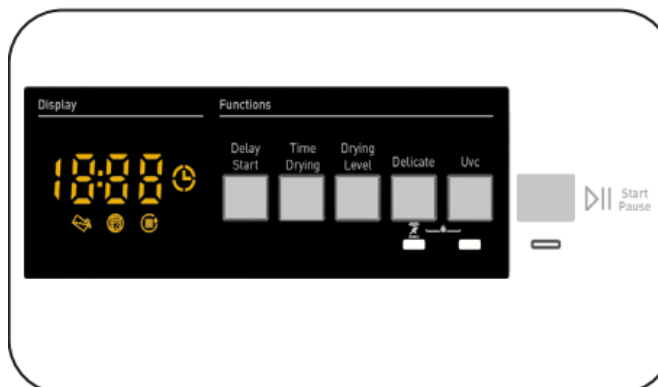 Display
Functions
Delay
Start
Time
Drying
Drying
Level
Delicate
Uvc
18:88
Start
Pause